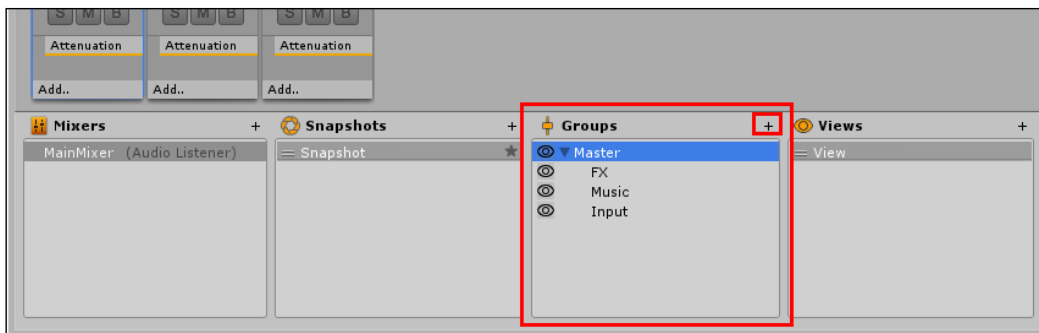 S M B S M B S M B
Attenuation Attenuation Attenuation
Add.. Add.. Add..
Mixers +
MainMixer (Audio Listener)
Snapshots +
Snapshot
Groups +
Master
FX
Music
Input
Views +
View